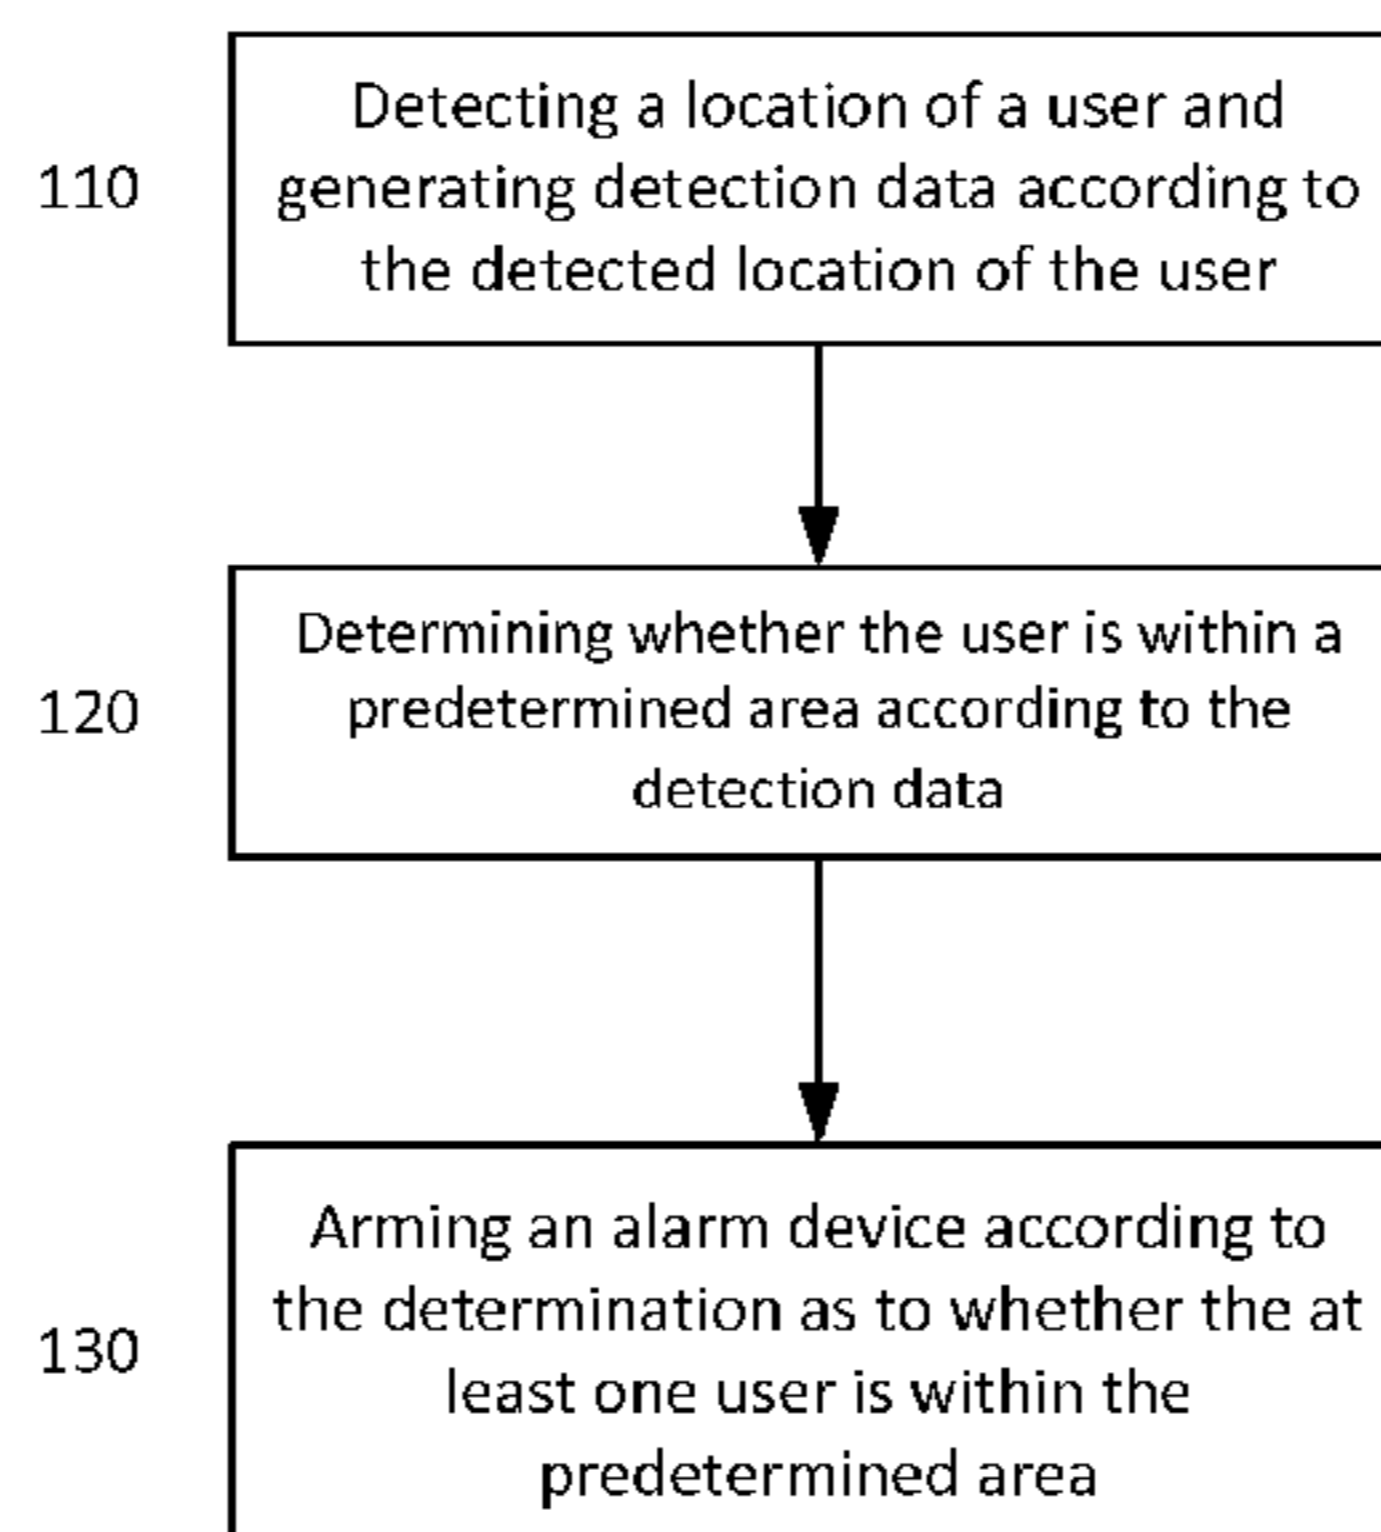 110
Detecting a location of a user and
generating detection data according to
the detected location of the user
120
Determining whether the user is within a
predetermined area according to the
detection data
130
Arming an alarm device according to
the determination as to whether the at
least one user is within the
predetermined area